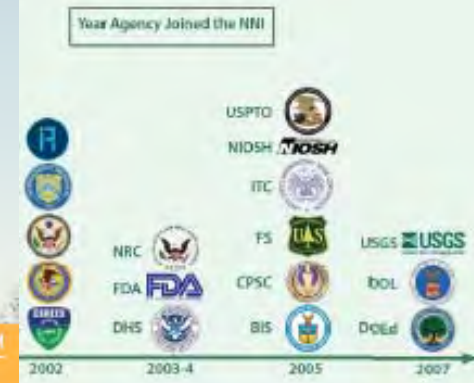 Year Agency Joined the NNI
USPTO
NIOSH NIOSH
ITC
NRC
FS UAS
USGS USGS
FDA FDA
CPSC
DOL
DHS
BIS
DOEd
2002 2003-4 2005 2007